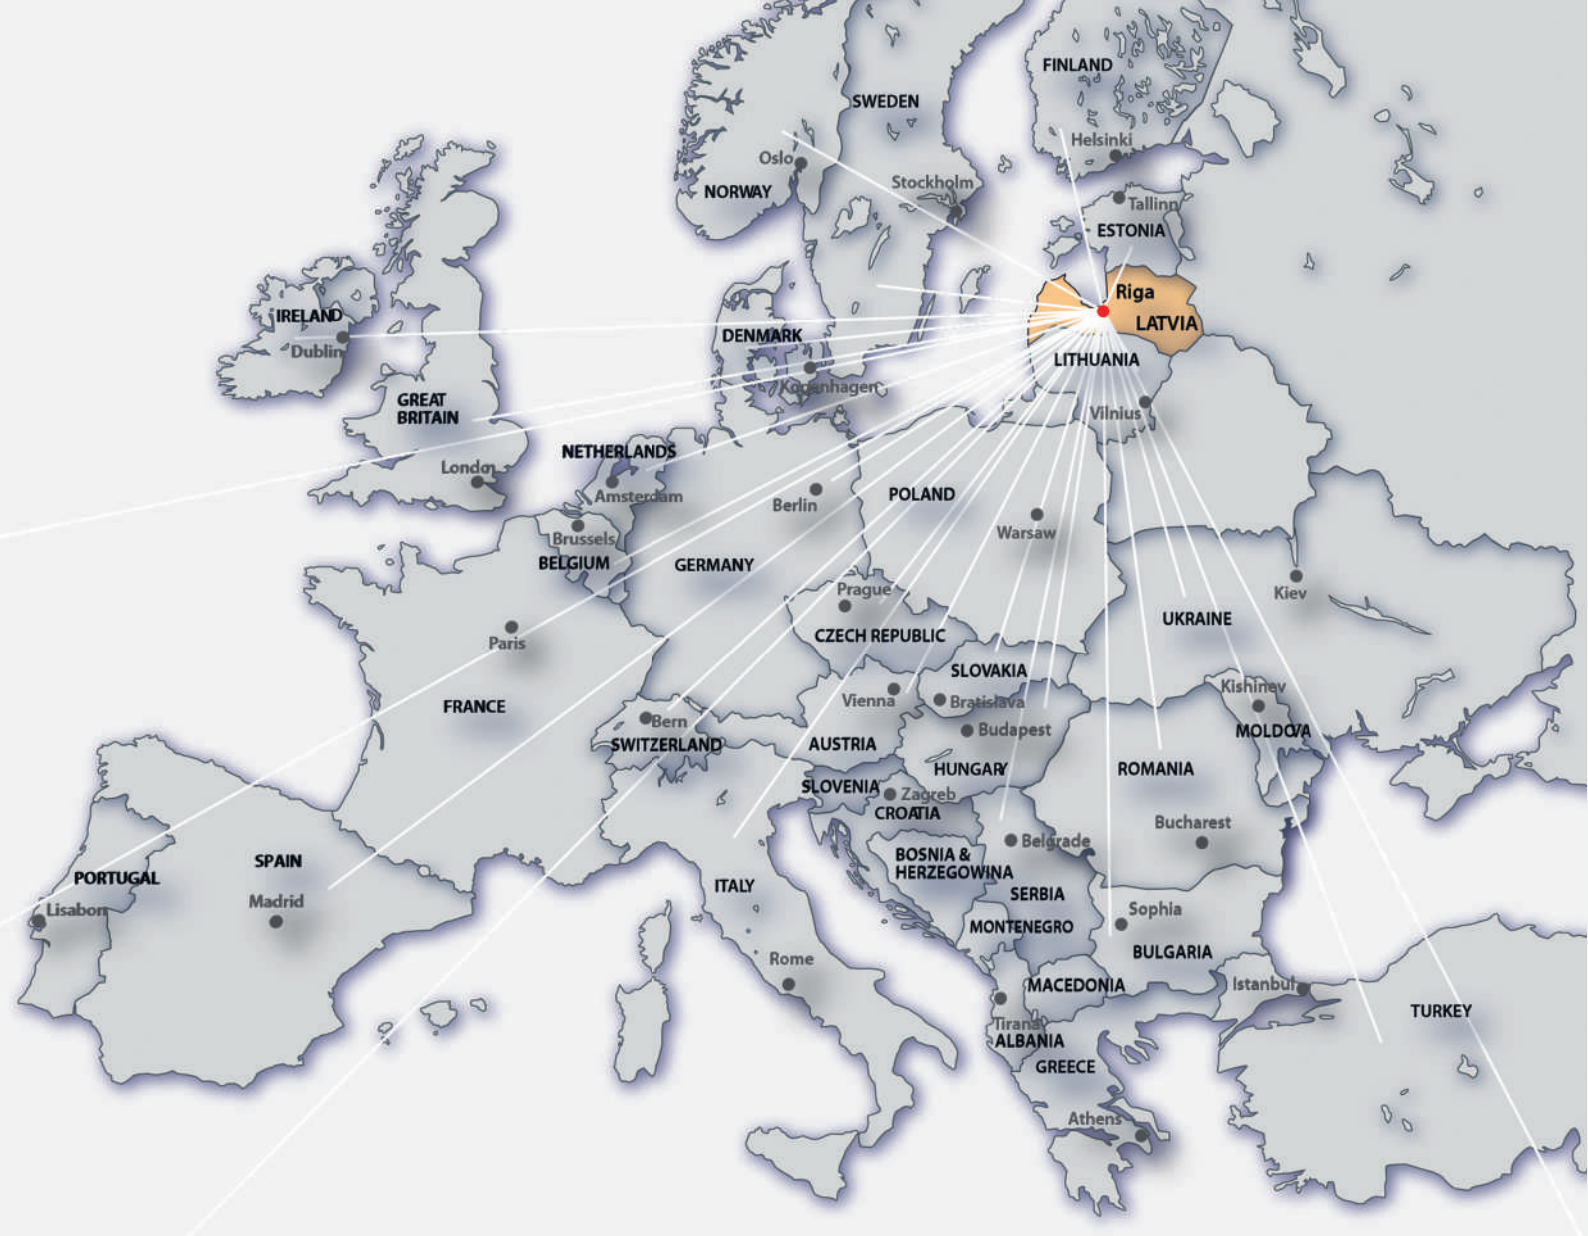 FINLAND
SWEDEN
Helsinki
Oslo
Stockholm
NORWAY
Tallinn
ESTONIA
Riga
IRELAND
LATVIA
DENMARK
Dublin
LITHUANIA
Kopenhagen
GREAT
BRITAIN
Vilnius
NETHERLANDS
London
Amsterdam
Berlin
POLAND
Brussels
Warsaw
BELGIUM
GERMANY
Prague
Kiev
UKRAINE
Paris
CZECH REPUBLIC
SLOVAKIA
Kishinev
Vienna
Bratislava
FRANCE
Bern
Budapest
MOLDOVA
SWITZERLAND
AUSTRIA
HUNGARY
ROMANIA
SLOVENIA
Zagreb
CROATIA
Bucharest
Belgrade
SPAIN
BOSNIA &
HERZEGOWINA
PORTUGAL
ITALY
SERBIA
Madrid
Lisabon
Sophia
MONTENEGRO
BULGARIA
Rome
MACEDONIA
Istanbul
TURKEY
Tirana
ALBANIA
GREECE
Athens